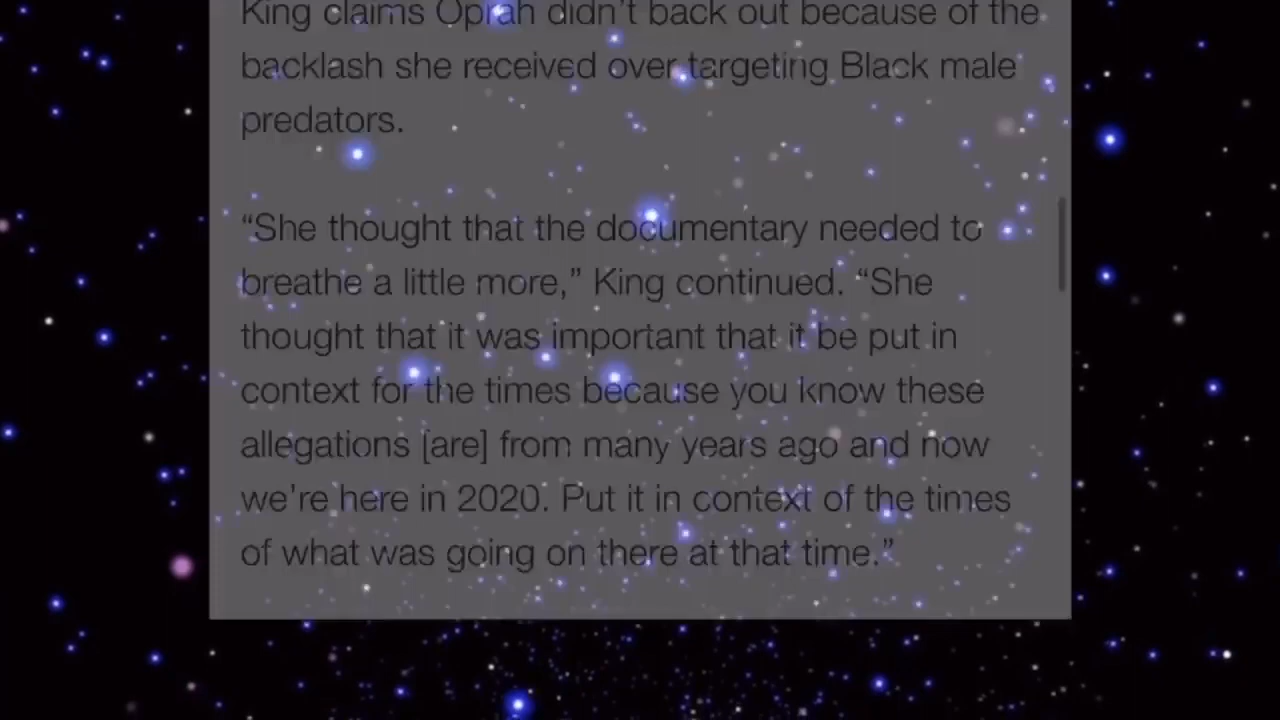 King claims Oprah didn’t back out because of the
backlash she received over targeting Black male
predators.
“She thought that the documentary needed to
breathe a little more,” King continued. “She
thought that it was important that it be put in
context for the times because you know these
allegations [are] from many years ago and now
we’re here in 2020. Put it in context of the times
of what was going on there at that time.”